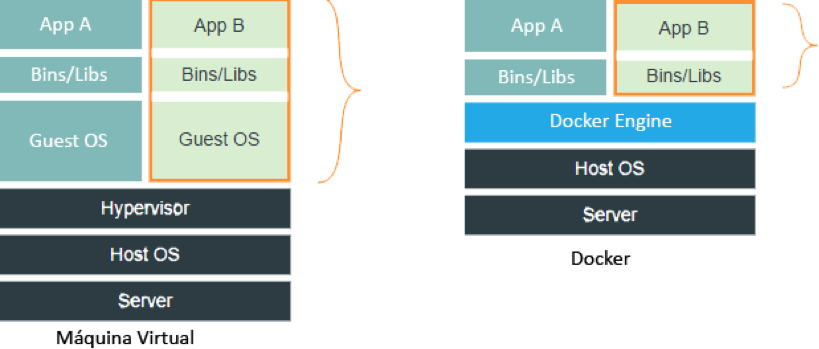 App A
App B
Bins/Libs
Bins/Libs
Guest OS
Guest OS
Hypervisor
Host OS
Server
Máquina Virtual
App A
App B
Bins/Libs
Bins/Libs
Docker Engine
Host OS
Server
Docker